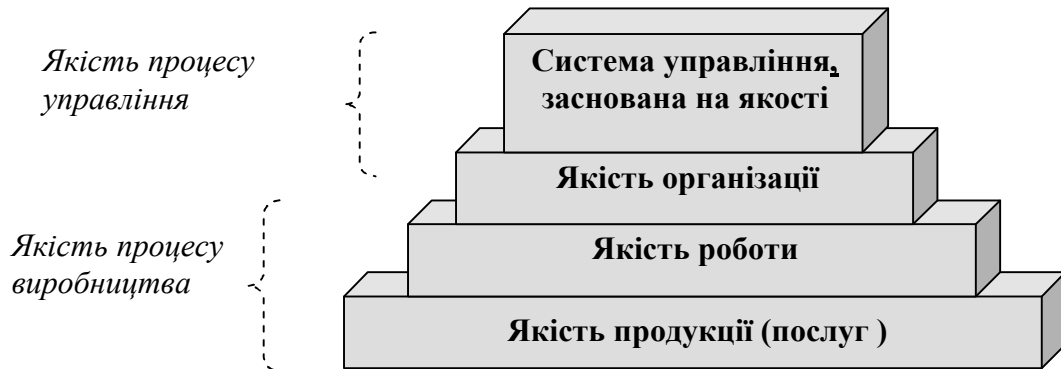 Якість процесу
управління
Система управління,
заснована на якості
Якість організації
Якість процесу
виробництва
Якість роботи
Якість продукції (послуг )